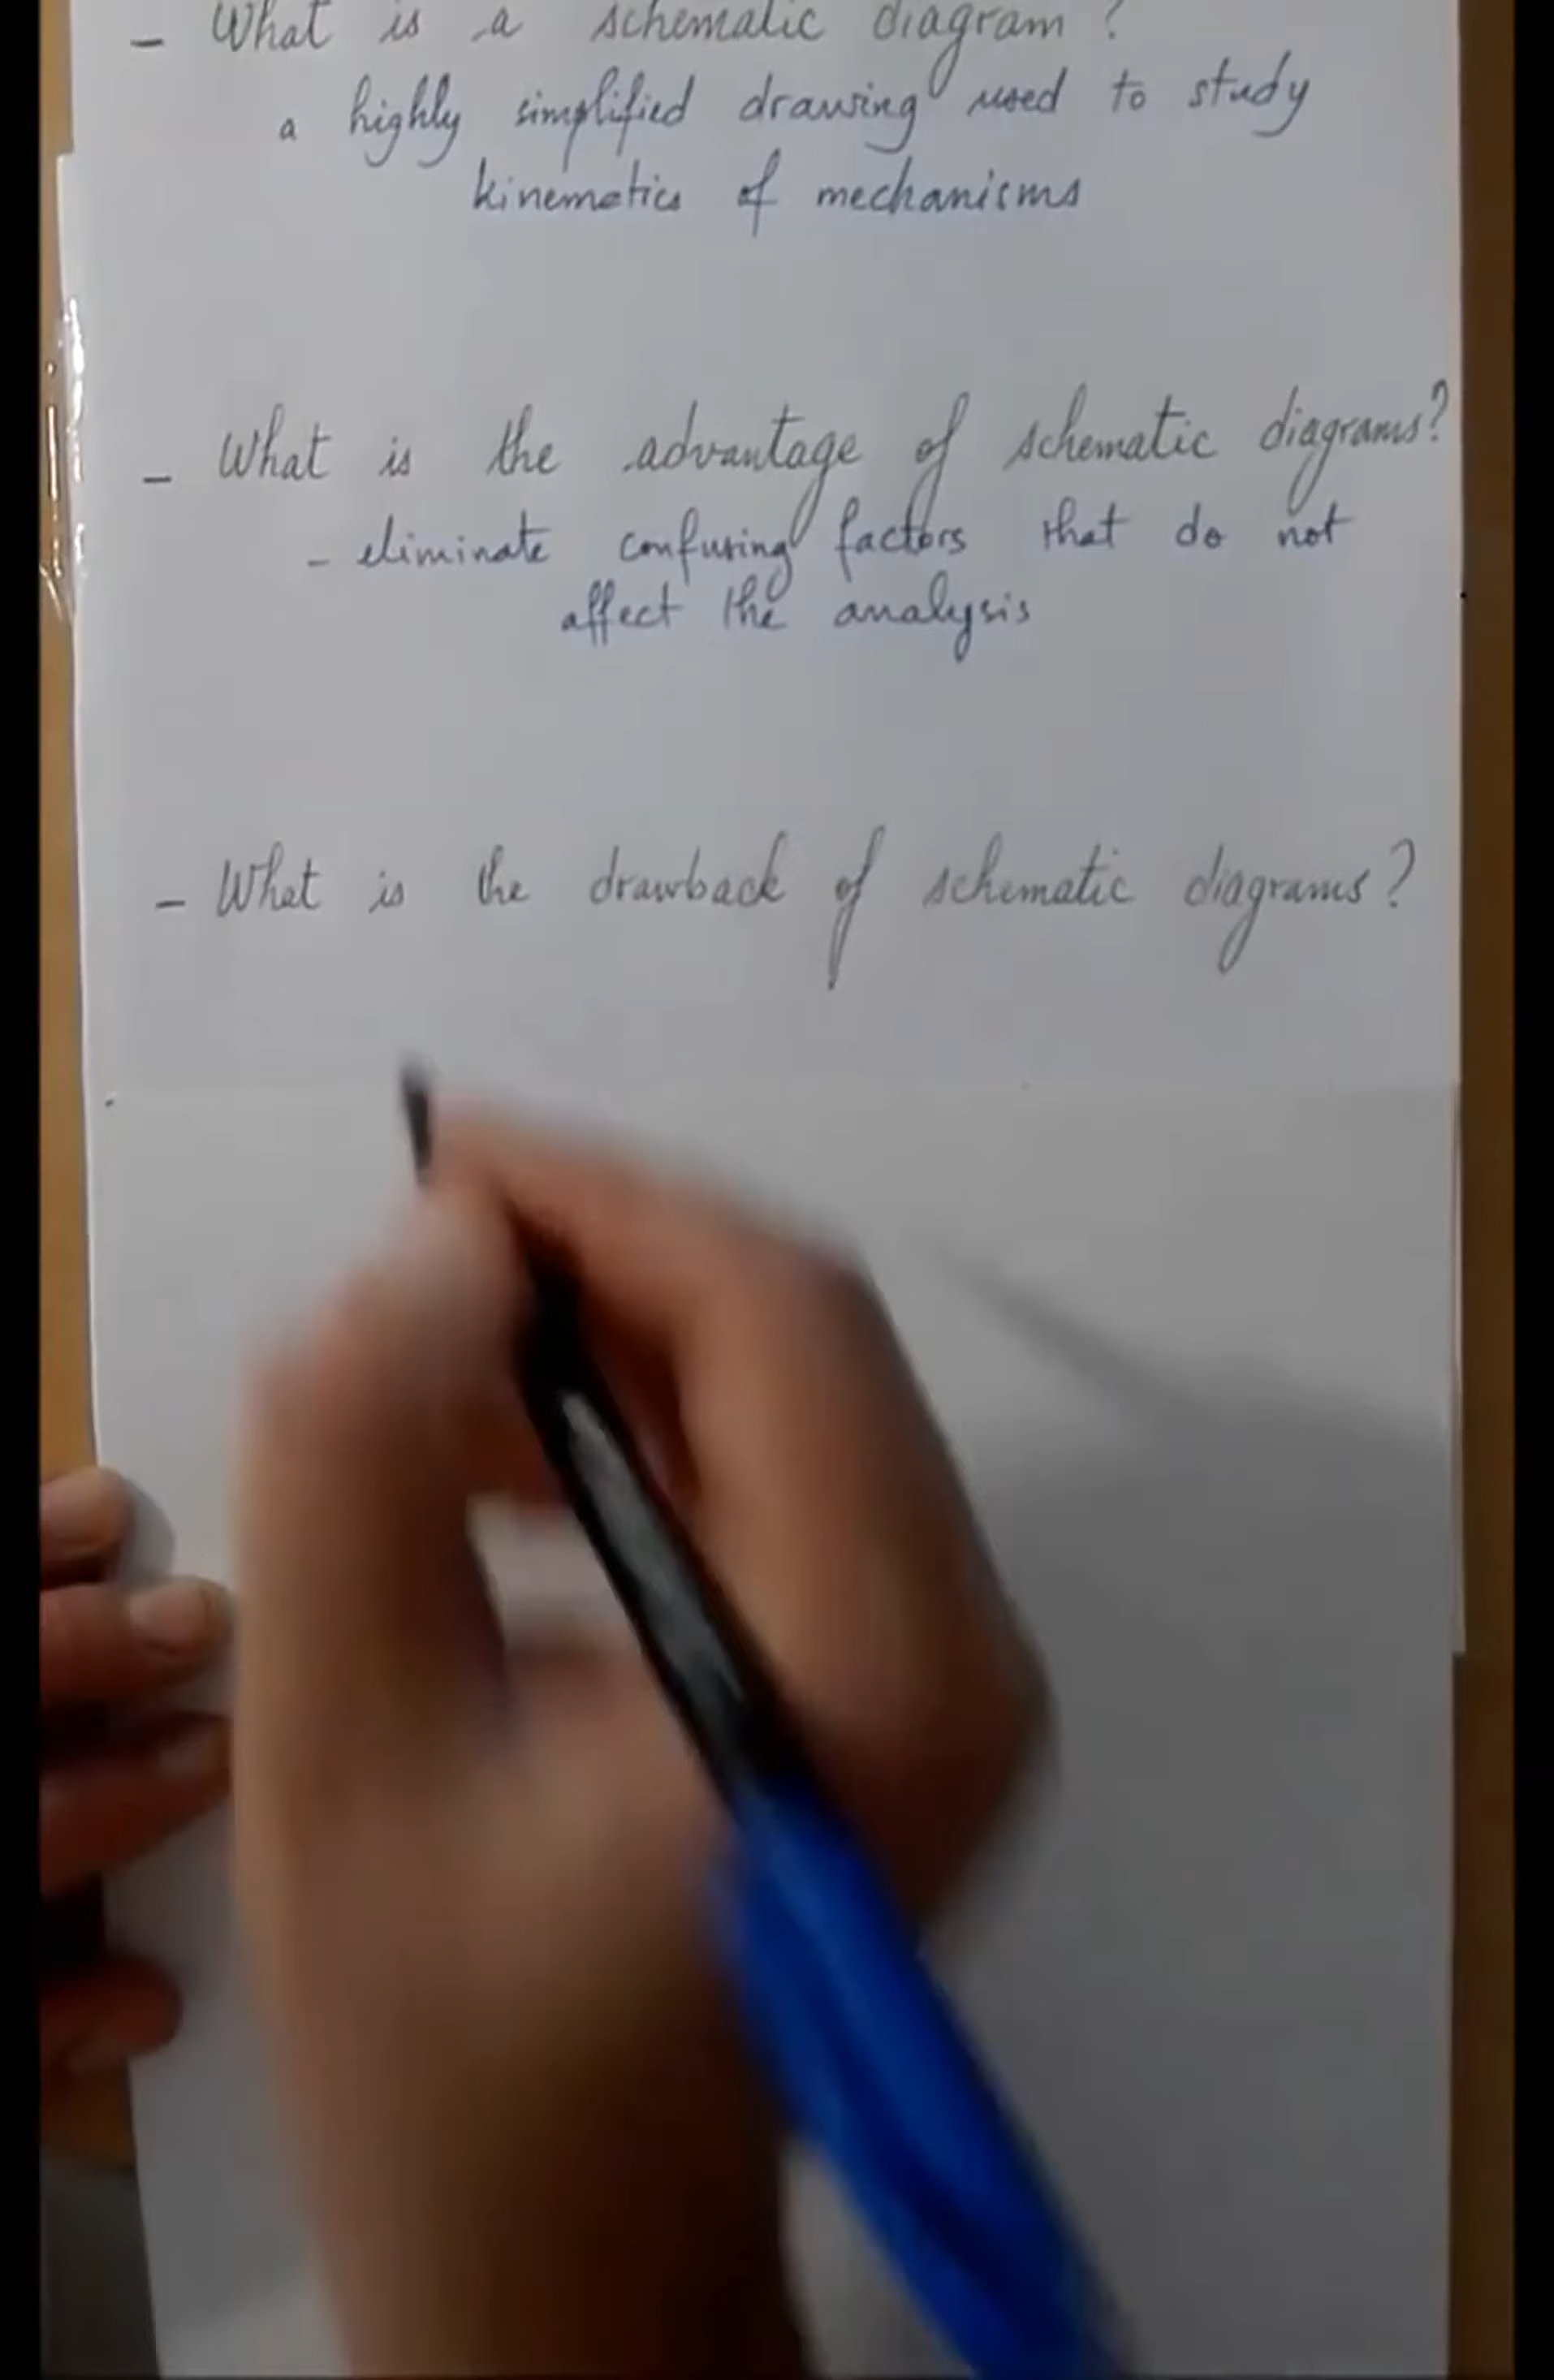 - What is a schematic diagram?
a highly simplified drawing used to study
kinematics of mechanisms
- What is the advantage of schematic diagrams?
- eliminate confusing factors that do not
affect the analysis
- What is the drawback of schematic diagrams?